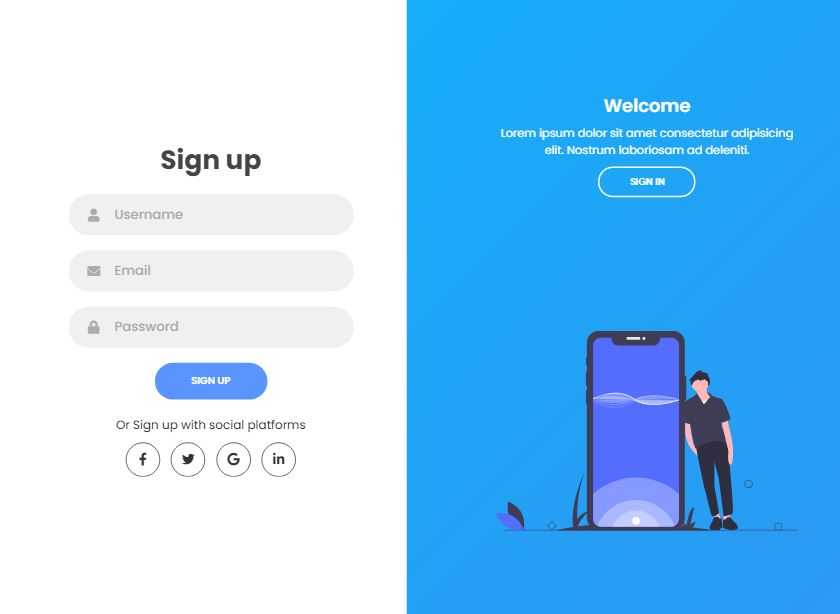 Sign up
Username
Email
Password
SIGN UP
Or Sign up with social platforms
Welcome
Lorem ipsum dolor sit amet consectetur adipisicing
elit. Nostrum laboriosam ad deleniti.
SIGN IN